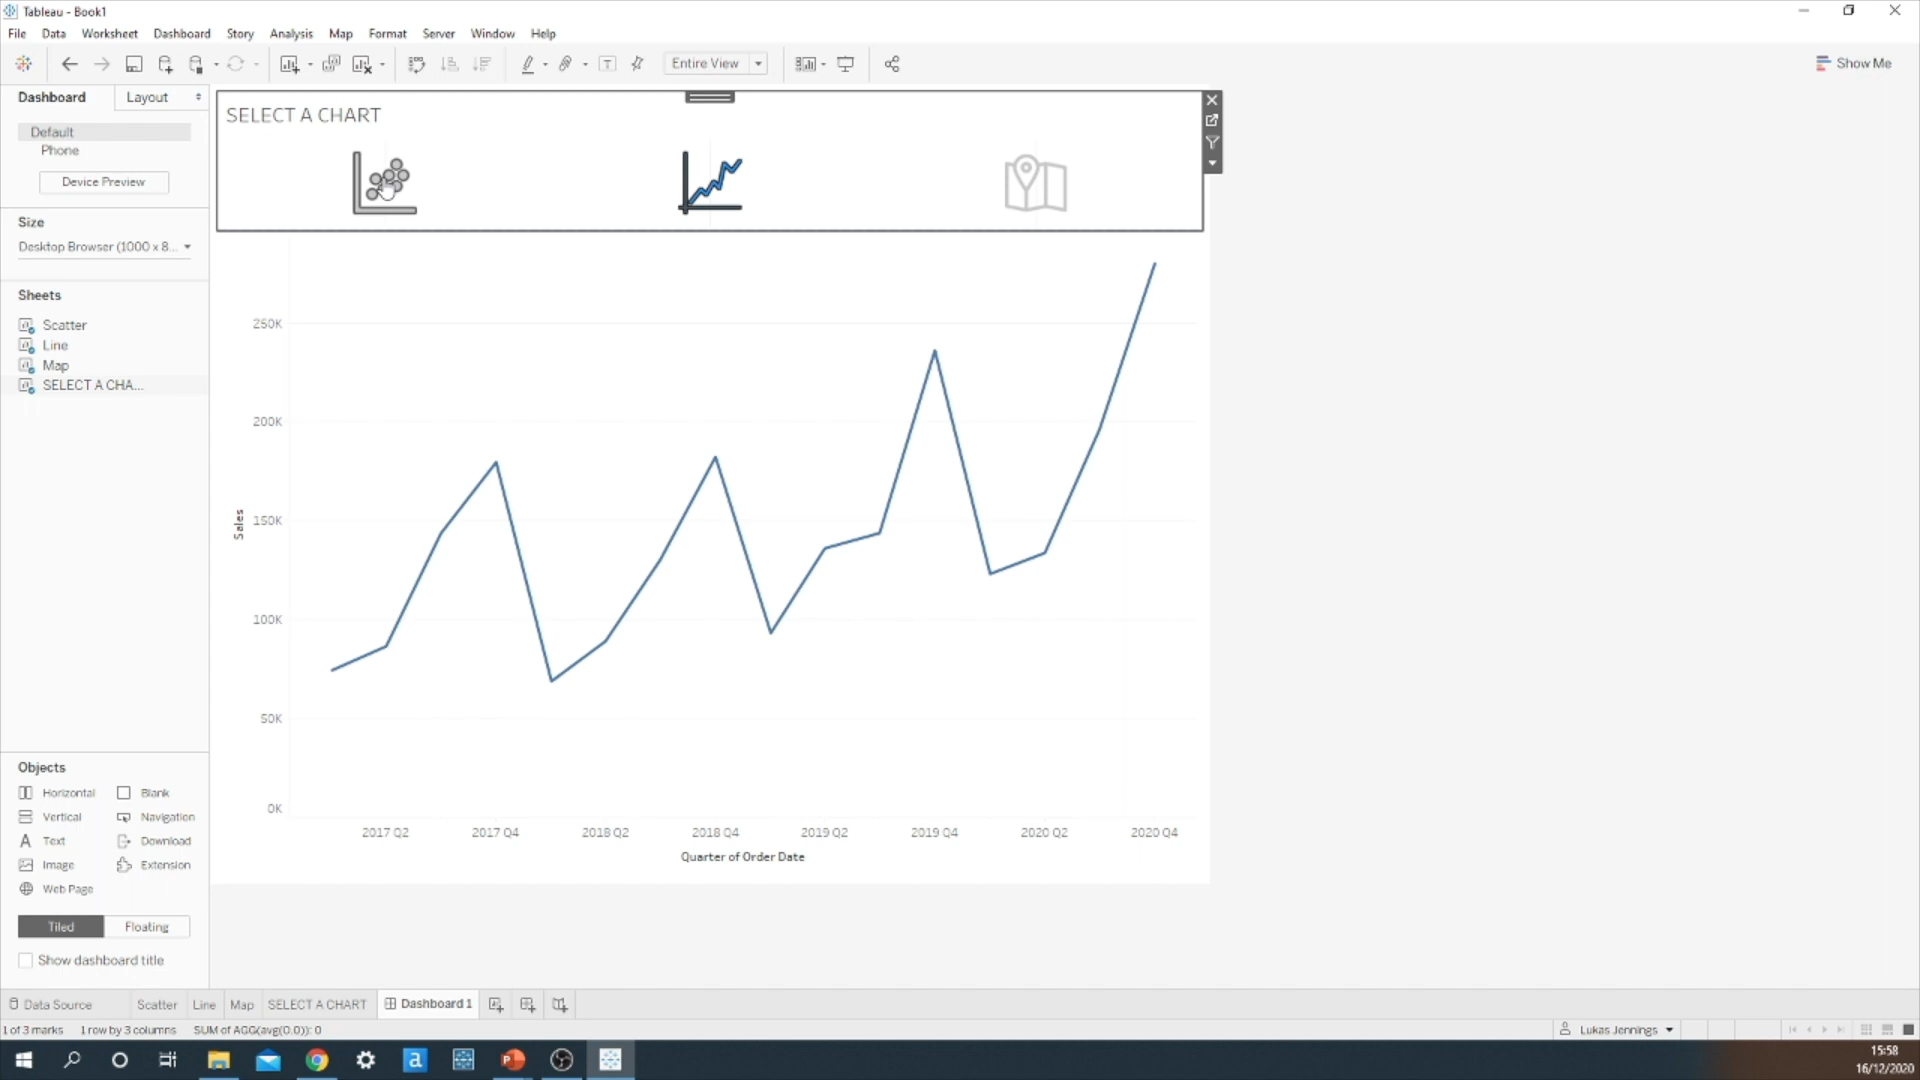 Tableau - Book1
File Data Worksheet Dashboard Story Analysis Map Format Server Window Help
Entire View
Show Me
Dashboard Layout
Default
Phone
Device Preview
Size
Desktop Browser (1000 x 8...
Sheets
Scatter
Line
Map
SELECT A CHA...
SELECT A CHART
250K
200K
150K
100K
50K
0K
Sales
2017 Q2 2017 Q4 2018 Q2 2018 Q4 2019 Q2 2019 Q4 2020 Q2 2020 Q4
Quarter of Order Date
Objects
Horizontal Blank
Vertical Navigation
A Text Download
Image Extension
Web Page
Tiled Floating
Show dashboard title
Data Source Scatter Line Map SELECT A CHART Dashboard 1
1 of 3 marks 1 row by 3 columns SUM of AGG(avg(0.0)): 0
Lukas Jennings
a
P
15:58
16/12/2020